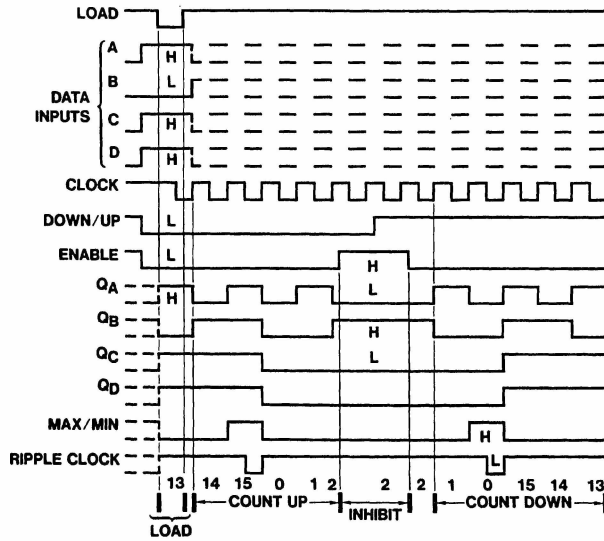 LOAD
A
H
B
L
DATA
INPUTS
C
H
D
H
CLOCK
DOWN/UP
L
ENABLE
L
H
QA
H
L
QB
H
QC
L
QD
MAX/MIN
H
RIPPLE CLOCK
L
13 14 15 0 1 2 2 2 1 0 15 14 13
COUNT UP
INHIBIT
COUNT DOWN
LOAD